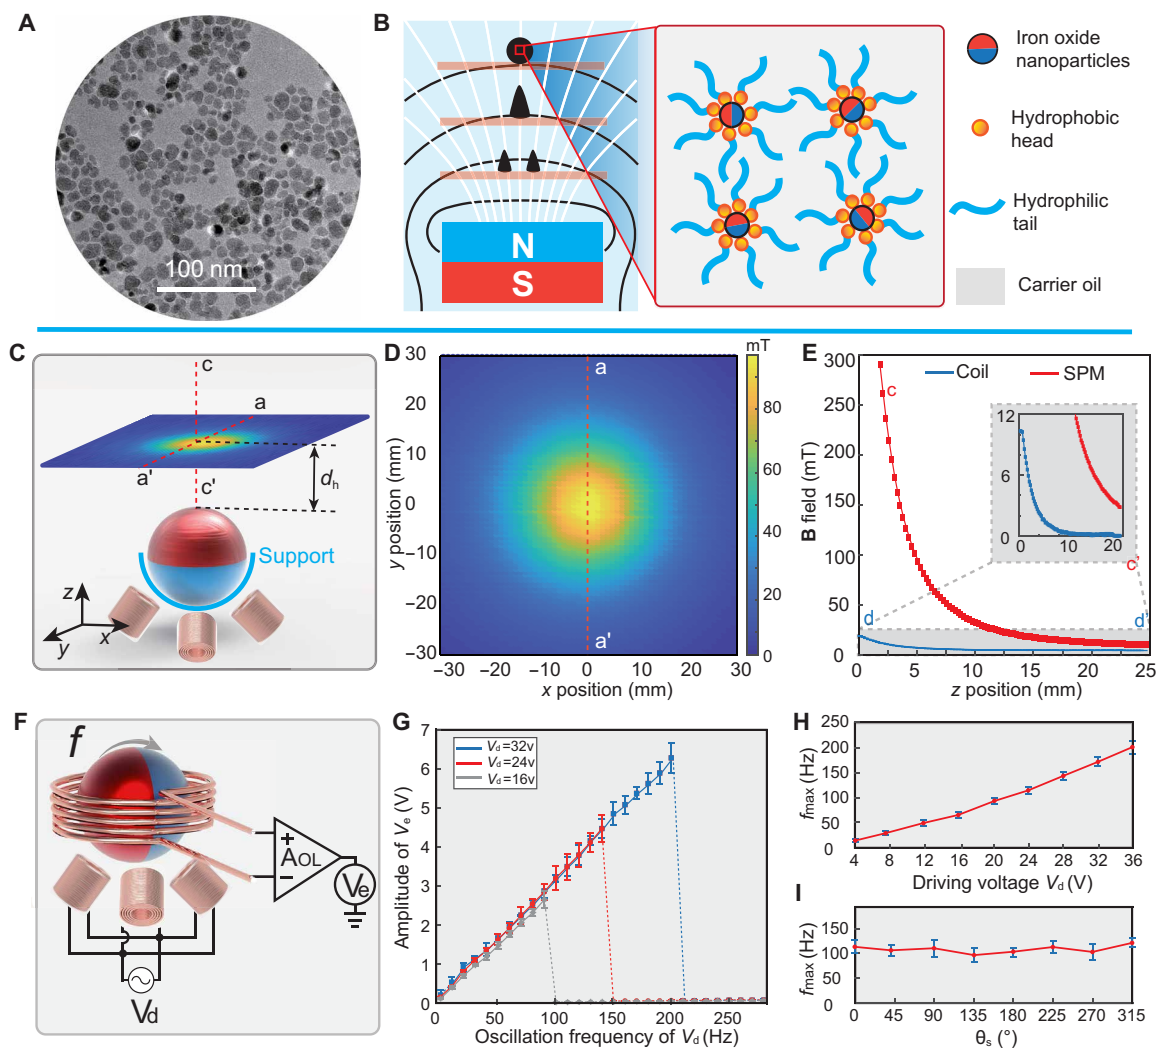 A
100 nm
B
N
S
Iron oxide
nanoparticles
Hydrophobic
head
Hydrophilic
tail
Carrier oil
C
c
a
a'
c'
dh
Support
z
x
y
D
mT
30
20
10
0
−10
−20
−30
y position (mm)
a
a'
−30
−20
−10
0
10
20
30
x position (mm)
80
60
40
20
0
E
300
250
200
150
100
50
0
B field (mT)
Coil
SPM
c
c'
d
d'
12
6
0
0
10
20
0
5
10
15
20
25
z position (mm)
F
f
+
−
AOL
Ve
Vd
G
7
6
5
4
3
2
1
0
Amplitude of Ve (V)
Vd=32v
Vd=24v
Vd=16v
0
50
100
150
200
250
Oscillation frequency of Vd (Hz)
H
250
200
150
100
50
0
fmax (Hz)
4
8
12
16
20
24
28
32
36
Driving voltage Vd (V)
I
150
100
50
0
fmax (Hz)
0
45
90
135
180
225
270
315
θs (°)